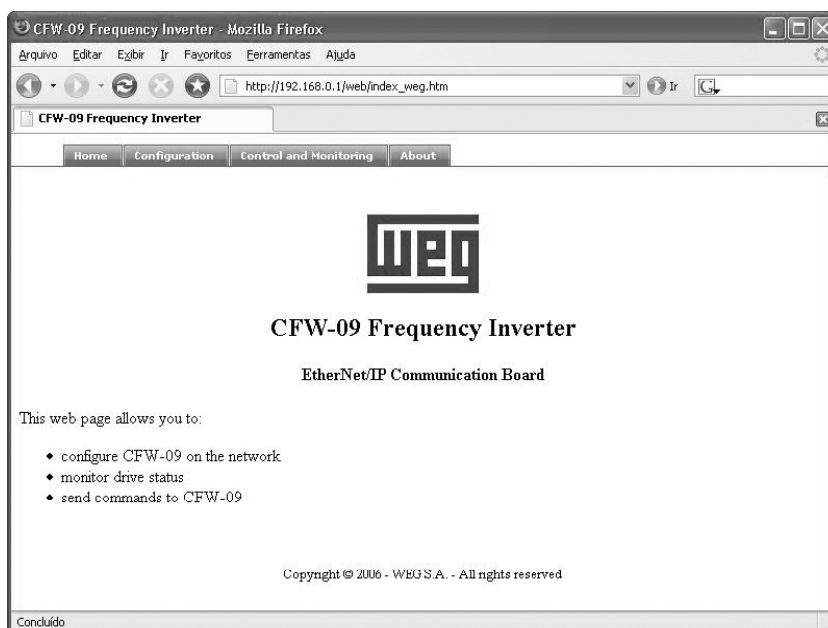 CFW-09 Frequency Inverter - Mozilla Firefox
Arquivo Editar Exibir Ir Favoritos Ferramentas Ajuda
http://192.168.0.1/web/index_weg.htm Ir G
CFW-09 Frequency Inverter
Home Configuration Control and Monitoring About
weg
CFW-09 Frequency Inverter
EtherNet/IP Communication Board
This web page allows you to:
• configure CFW-09 on the network
• monitor drive status
• send commands to CFW-09
Copyright © 2006 - WEG S.A. - All rights reserved
Concluído